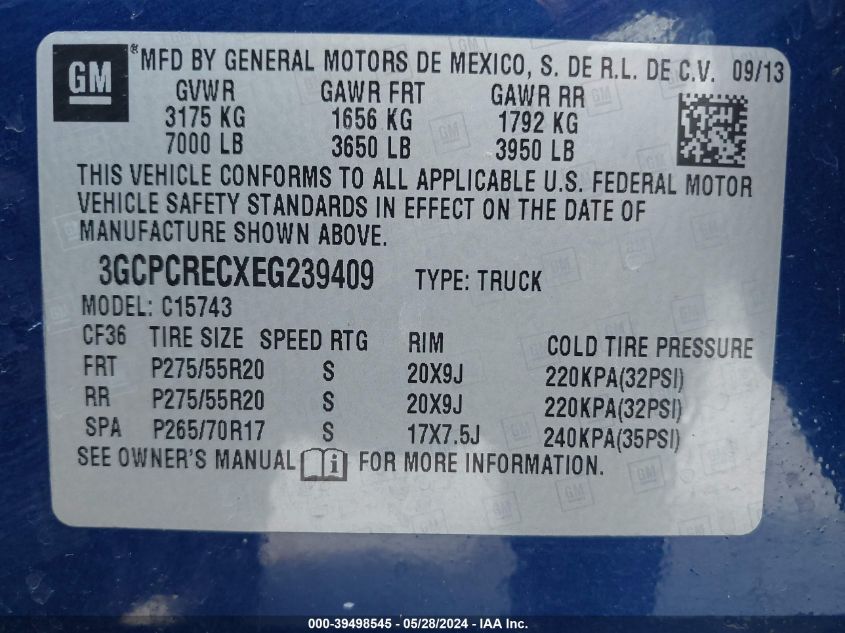 GM ® MFD BY GENERAL MOTORS DE MEXICO, S. DE R.L. DE C.V. 09/13
GVWR GAWR FRT GAWR RR
3175 KG 1656 KG 1792 KG
7000 LB 3650 LB 3950 LB
THIS VEHICLE CONFORMS TO ALL APPLICABLE U.S. FEDERAL MOTOR
VEHICLE SAFETY STANDARDS IN EFFECT ON THE DATE OF
MANUFACTURE SHOWN ABOVE.
3GCPCRECXEG239409 TYPE: TRUCK
MODEL: C15743
CF36 TIRE SIZE SPEED RTG RIM COLD TIRE PRESSURE
FRT P275/55R20 S 20X9J 220KPA(32PSI)
RR P275/55R20 S 20X9J 220KPA(32PSI)
SPA P265/70R17 S 17X7.5J 240KPA(35PSI)
SEE OWNER'S MANUAL i FOR MORE INFORMATION.
000-39498545 - 05/28/2024 - IAA Inc.